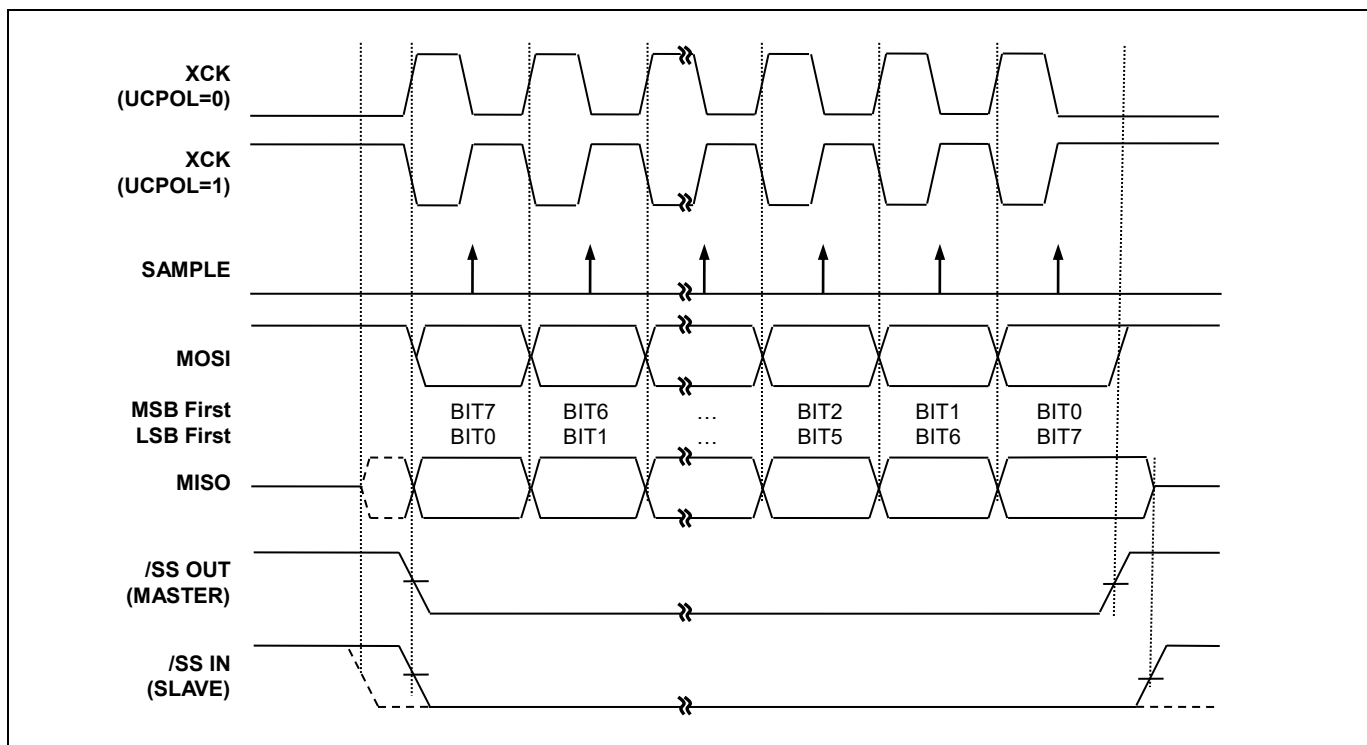 XCK
(UCPOL=0)
XCK
(UCPOL=1)
SAMPLE
MOSI
MSB First BIT7 BIT6 … BIT2 BIT1 BIT0
LSB First BIT0 BIT1 … BIT5 BIT6 BIT7
MISO
/SS OUT
(MASTER)
/SS IN
(SLAVE)